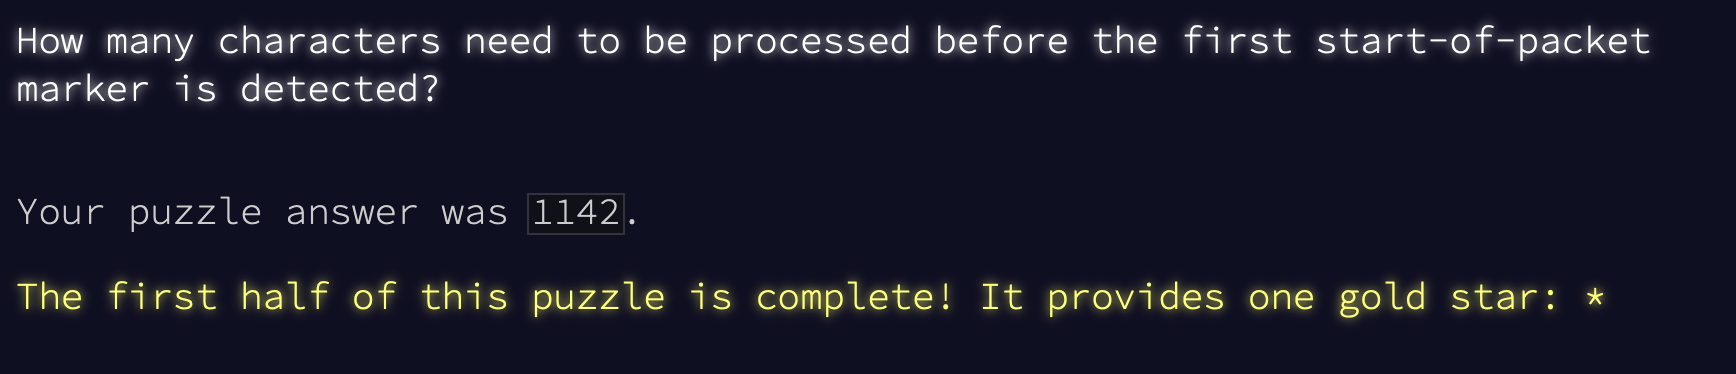 How many characters need to be processed before the first start-of-packet
marker is detected?
Your puzzle answer was 1142.
The first half of this puzzle is complete! It provides one gold star: *